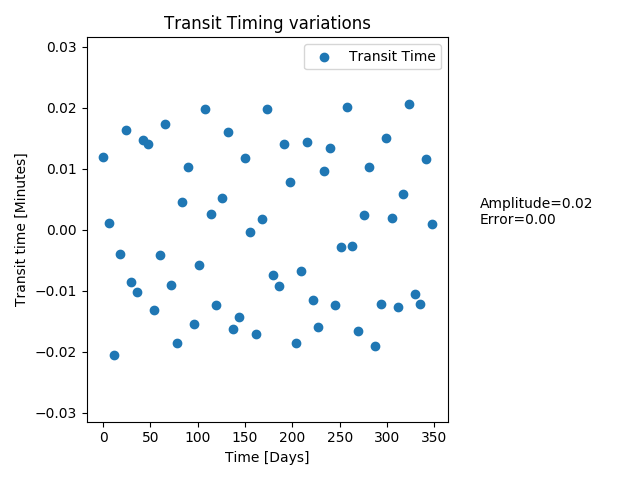 Transit Timing variations
Transit Time
0.03
0.02
0.01
0.00
−0.01
−0.02
−0.03
Transit time [Minutes]
Amplitude=0.02
Error=0.00
0 50 100 150 200 250 300 350
Time [Days]